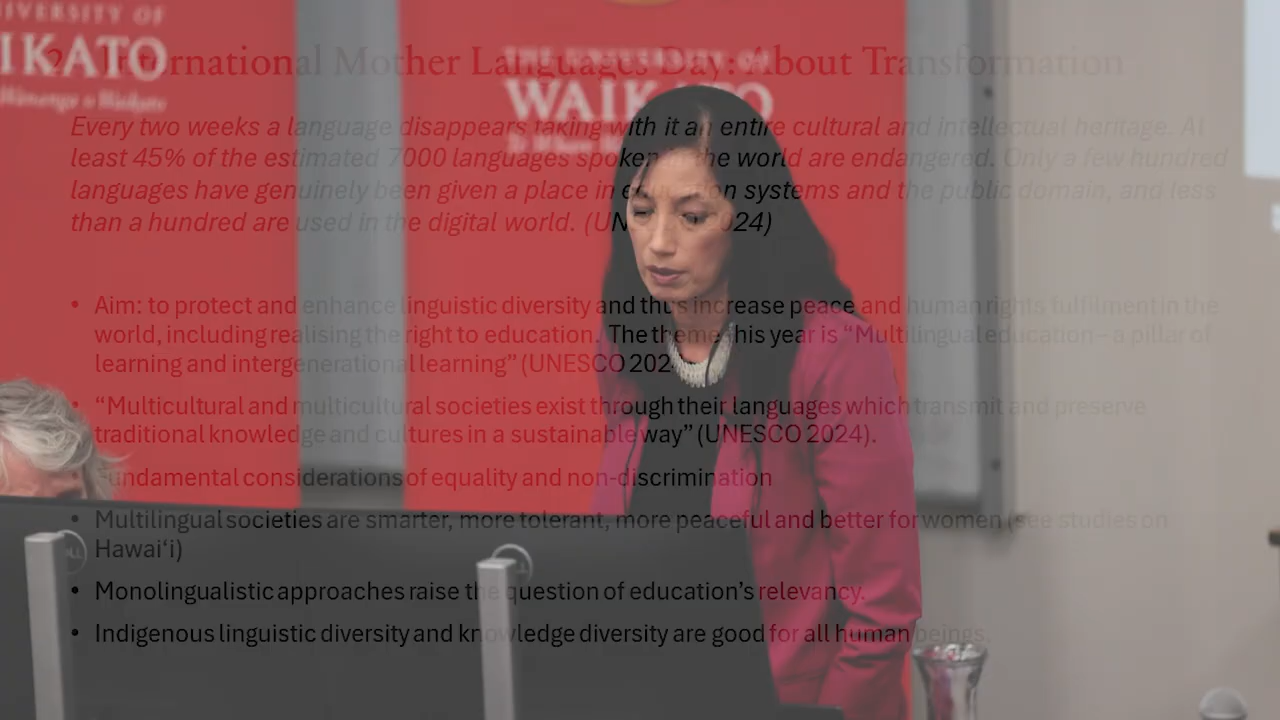 UNIVERSITY OF
WAIKATO
Wānanga o Waikato
THE UNIVERSITY OF
WAIKATO
2. International Mother Languages Day: About Transformation
Every two weeks a language disappears taking with it an entire cultural and intellectual heritage. At
least 45% of the estimated 7000 languages spoken in the world are endangered. Only a few hundred
languages have genuinely been given a place in education systems and the public domain, and less
than a hundred are used in the digital world. (UN 2024)
• Aim: to protect and enhance linguistic diversity and thus increase peace and human rights fulfilment in the
world, including realising the right to education. The theme this year is “Multilingual education – a pillar of
learning and intergenerational learning” (UNESCO 202
• “Multicultural and multicultural societies exist through their languages which transmit and preserve
traditional knowledge and cultures in a sustainable way” (UNESCO 2024).
Fundamental considerations of equality and non-discrimination
• Multilingual societies are smarter, more tolerant, more peaceful and better for women (see studies on
Hawaiʻi)
• Monolingualistic approaches raise the question of education’s relevancy.
• Indigenous linguistic diversity and knowledge diversity are good for all human beings.
DELL